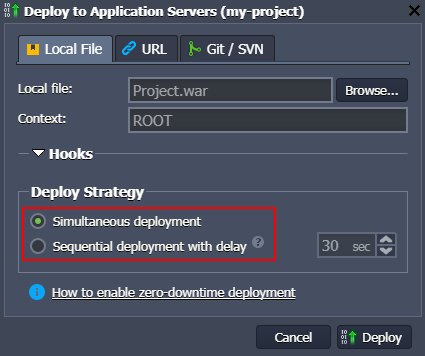 Deploy to Application Servers (my-project)
Local File URL Git / SVN
Local file: Project.war Browse...
Context: ROOT
Hooks
Deploy Strategy
Simultaneous deployment
Sequential deployment with delay ? 30 sec
How to enable zero-downtime deployment
Cancel Deploy